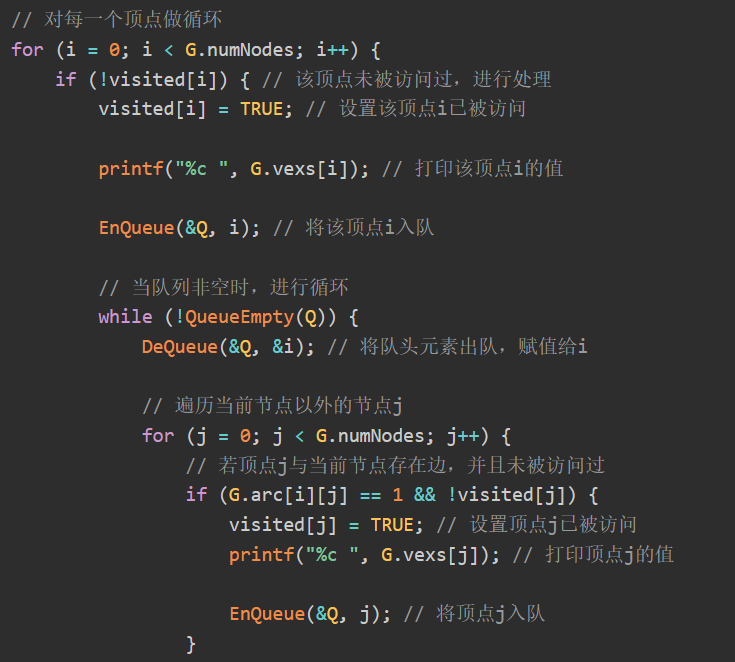 // 对每一个顶点做循环
for (i = 0; i < G.numNodes; i++) {
if (!visited[i]) { // 该顶点未被访问过，进行处理
visited[i] = TRUE; // 设置该顶点i已被访问
printf("%c ", G.vexs[i]); // 打印该顶点i的值
EnQueue(&Q, i); // 将该顶点i入队
// 当队列非空时，进行循环
while (!QueueEmpty(Q)) {
DeQueue(&Q, &i); // 将队头元素出队，赋值给i
// 遍历当前节点以外的节点j
for (j = 0; j < G.numNodes; j++) {
// 若顶点j与当前节点存在边，并且未被访问过
if (G.arc[i][j] == 1 && !visited[j]) {
visited[j] = TRUE; // 设置顶点j已被访问
printf("%c ", G.vexs[j]); // 打印顶点j的值
EnQueue(&Q, j); // 将顶点j入队
}